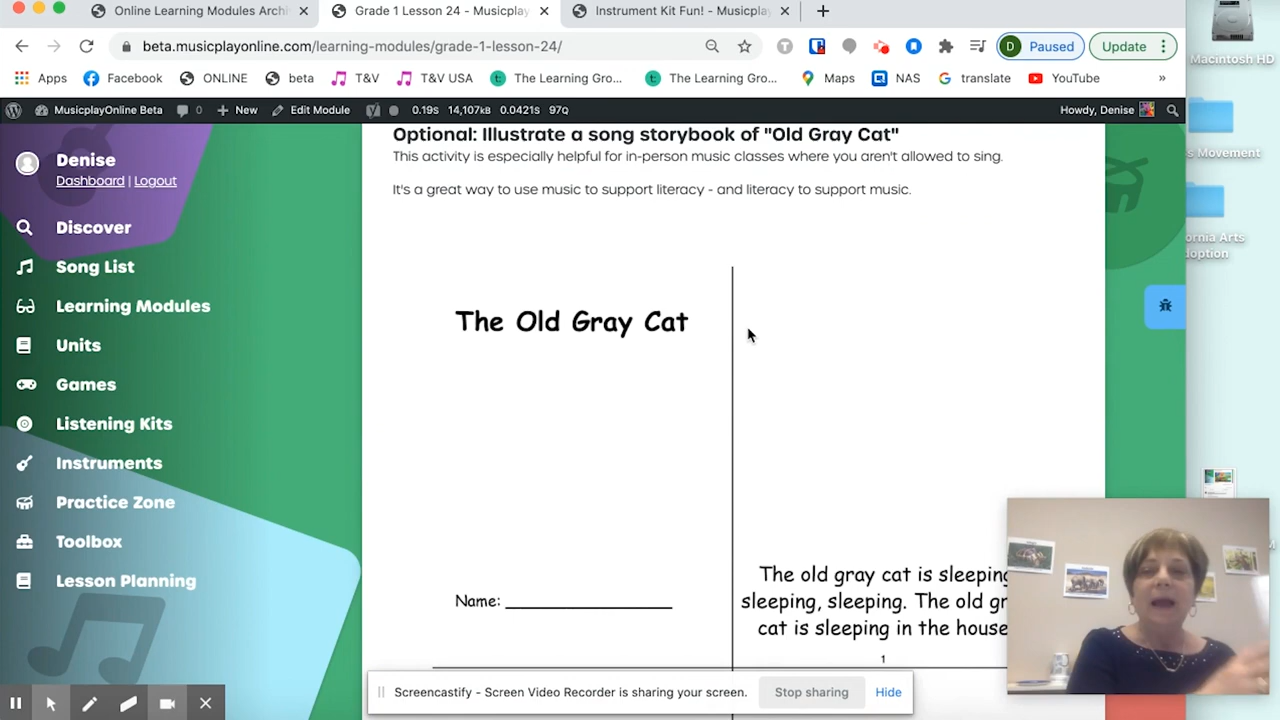 Online Learning Modules Archi
Grade 1 Lesson 24 - Musicplay
Instrument Kit Fun! - Musicplay
beta.musicplayonline.com/learning-modules/grade-1-lesson-24/
D Paused
Update
Apps
Facebook
ONLINE
beta
T&V
T&V USA
The Learning Gro...
The Learning Gro...
Maps
NAS
translate
YouTube
»
Macintosh HD
MusicplayOnline Beta
0
New
Edit Module
0.19s 14,107kB 0.0421s 97Q
Howdy, Denise
s Movement
ornia Arts
doption
Denise
Dashboard | Logout
Discover
Song List
Learning Modules
Units
Games
Listening Kits
Instruments
Practice Zone
Toolbox
Lesson Planning
Optional: Illustrate a song storybook of "Old Gray Cat"
This activity is especially helpful for in-person music classes where you aren't allowed to sing.
It's a great way to use music to support literacy - and literacy to support music.
The Old Gray Cat
Name: ____________________
The old gray cat is sleeping
sleeping, sleeping. The old gr
cat is sleeping in the house
1
Screencastify - Screen Video Recorder is sharing your screen.
Stop sharing
Hide